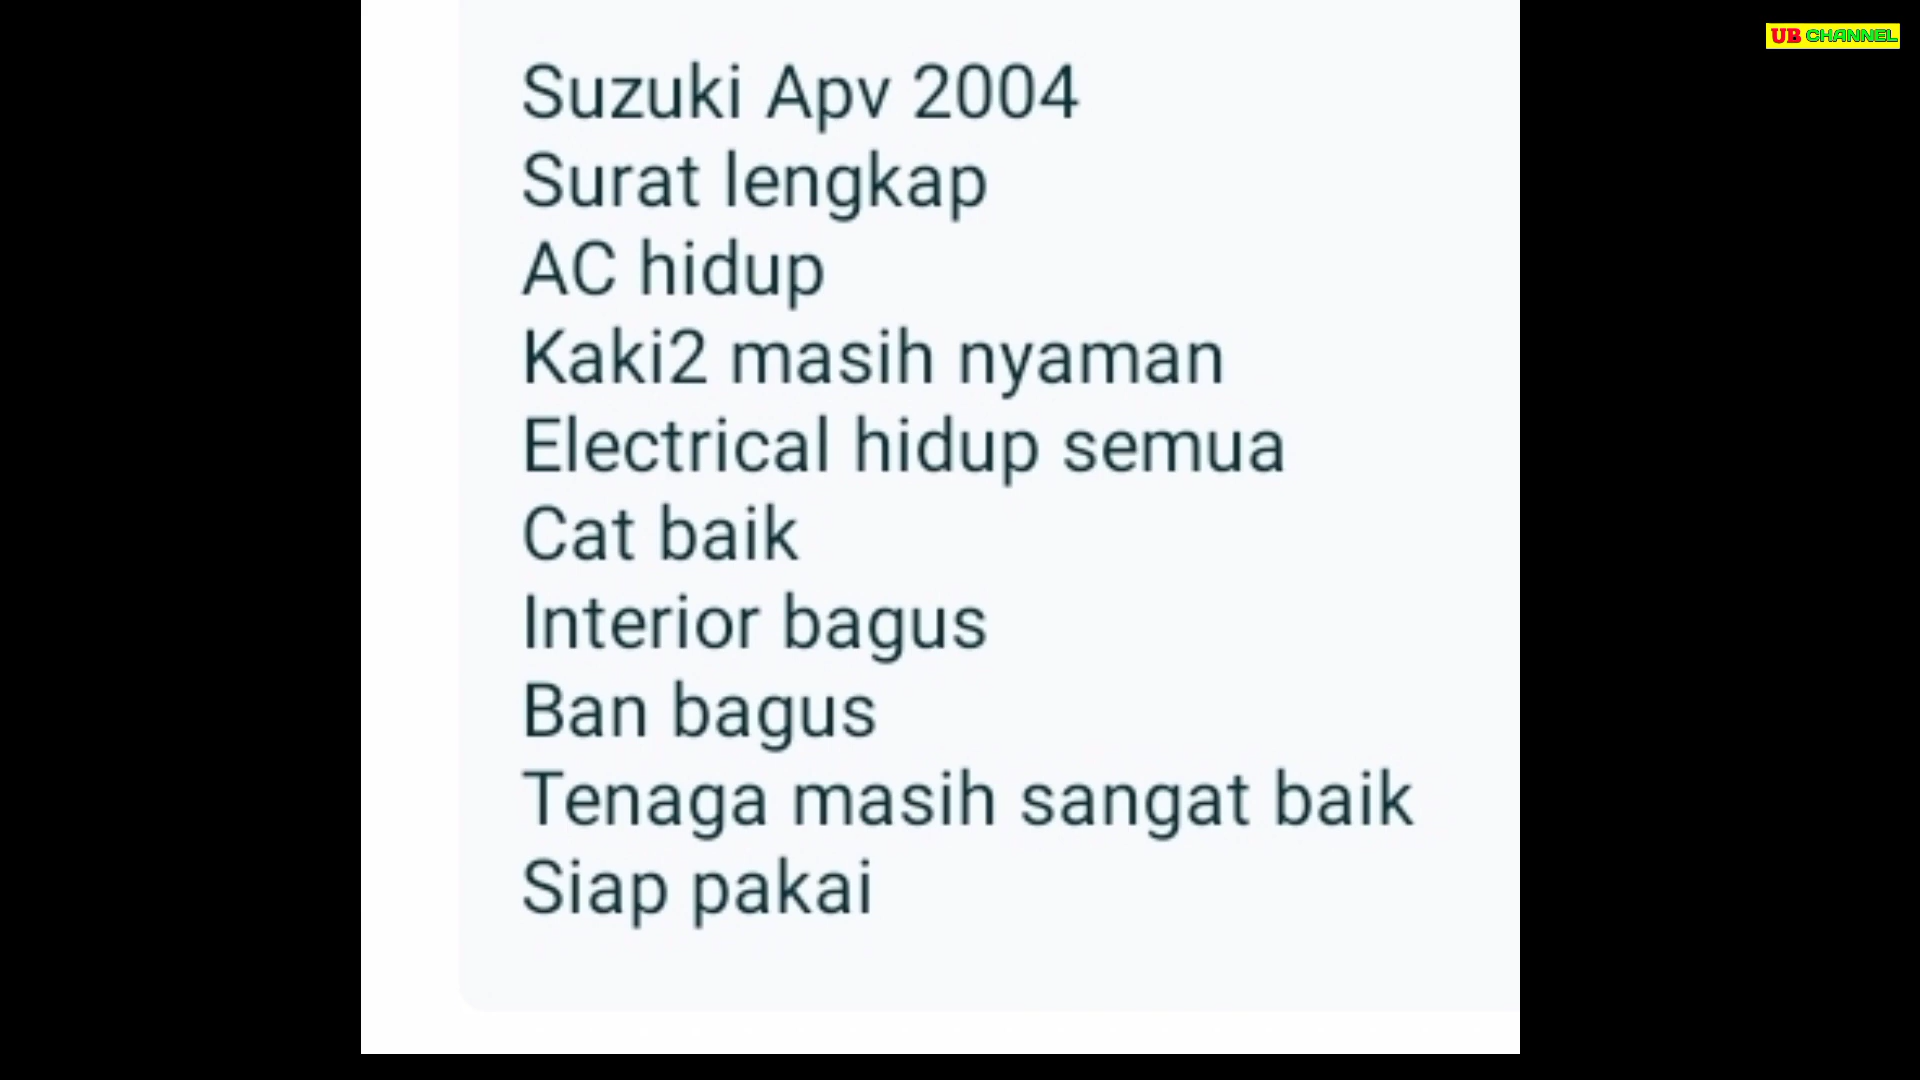 UB CHANNEL
Suzuki Apv 2004
Surat lengkap
AC hidup
Kaki2 masih nyaman
Electrical hidup semua
Cat baik
Interior bagus
Ban bagus
Tenaga masih sangat baik
Siap pakai